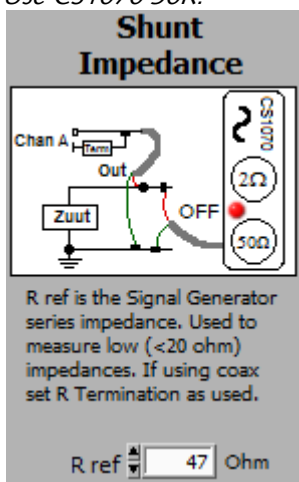 Use CS1070 50R.
Shunt
Impedance
Chan A
Term
Out
CS1070
2Ω
OFF
Zuut
50Ω
R ref is the Signal Generator
series impedance. Used to
measure low (<20 ohm)
impedances. If using coax
set R Termination as used.
R ref 47 Ohm